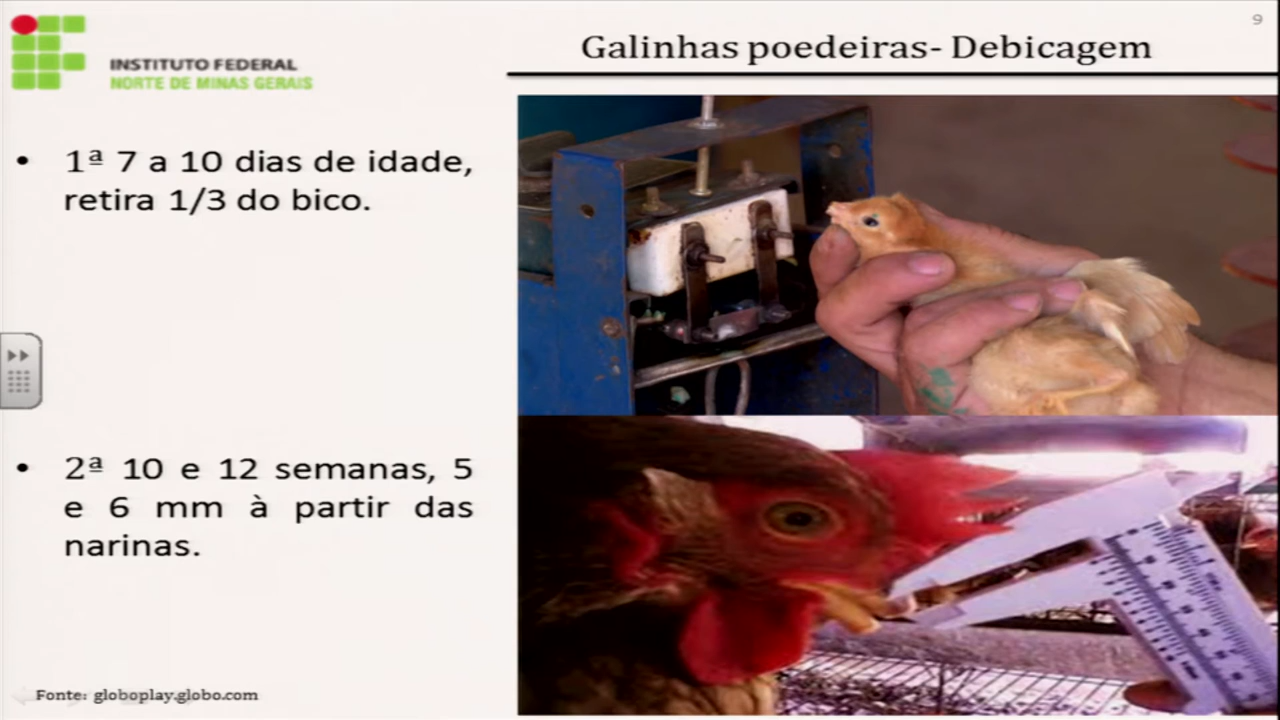 9
INSTITUTO FEDERAL
NORTE DE MINAS GERAIS
Galinhas poedeiras- Debicagem
• 1ª 7 a 10 dias de idade,
retira 1/3 do bico.
• 2ª 10 e 12 semanas, 5
e 6 mm à partir das
narinas.
Fonte: globoplay.globo.com